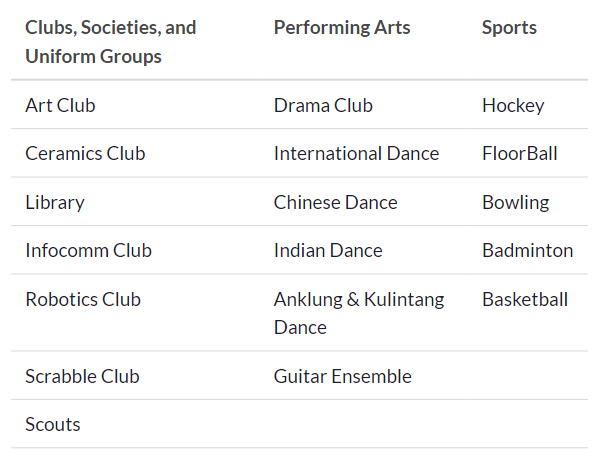 Clubs, Societies, and Performing Arts Sports
Uniform Groups
Art Club Drama Club Hockey
Ceramics Club International Dance FloorBall
Library Chinese Dance Bowling
Infocomm Club Indian Dance Badminton
Robotics Club Anklung & Kulintang Basketball
Dance
Scrabble Club Guitar Ensemble
Scouts